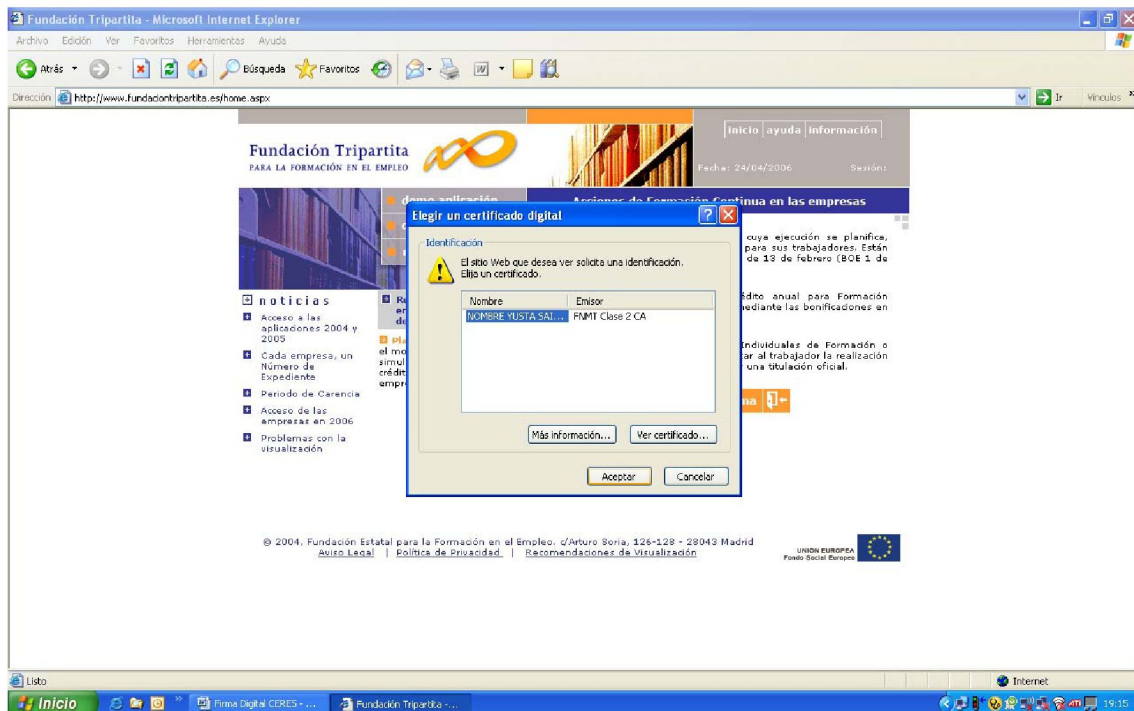 Fundación Tripartita - Microsoft Internet Explorer
Archivo Edición Ver Favoritos Herramientas Ayuda
Atrás Búsqueda Favoritos
Dirección http://www.fundaciontripartita.es/home.aspx Ir Vínculos
Fundación Tripartita
PARA LA FORMACIÓN EN EL EMPLEO
inicio ayuda información
Fecha: 24/04/2006 Sesión:
demo aplicación
Acciones de Formación Continua en las empresas
cuya ejecución se planifica,
para sus trabajadores. Están
de 13 de febrero (BOE 1 de
édito anual para Formación
mediante las bonificaciones en
Individuales de Formación o
tar al trabajador la realización
una titulación oficial.
ma
noticias
Acceso a las
aplicaciones 2004 y
2005
Cada empresa, un
Número de
Expediente
Periodo de Carencia
Acceso de las
empresas en 2006
Problemas con la
visualización
el mo
simul
crédit
empr
Elegir un certificado digital
Identificación
El sitio Web que desea ver solicita una identificación.
Elija un certificado.
Nombre Emisor
NOMBRE YUSTA SAI... FNMT Clase 2 CA
Más información... Ver certificado...
Aceptar Cancelar
© 2004, Fundación Estatal para la Formación en el Empleo. c/Arturo Soria, 126-128 - 28043 Madrid
Aviso Legal | Política de Privacidad | Recomendaciones de Visualización
UNIÓN EUROPEA
Fondo Social Europeo
Listo Internet
Inicio Firma Digital CERES - ... Fundación Tripartita -... 19:15